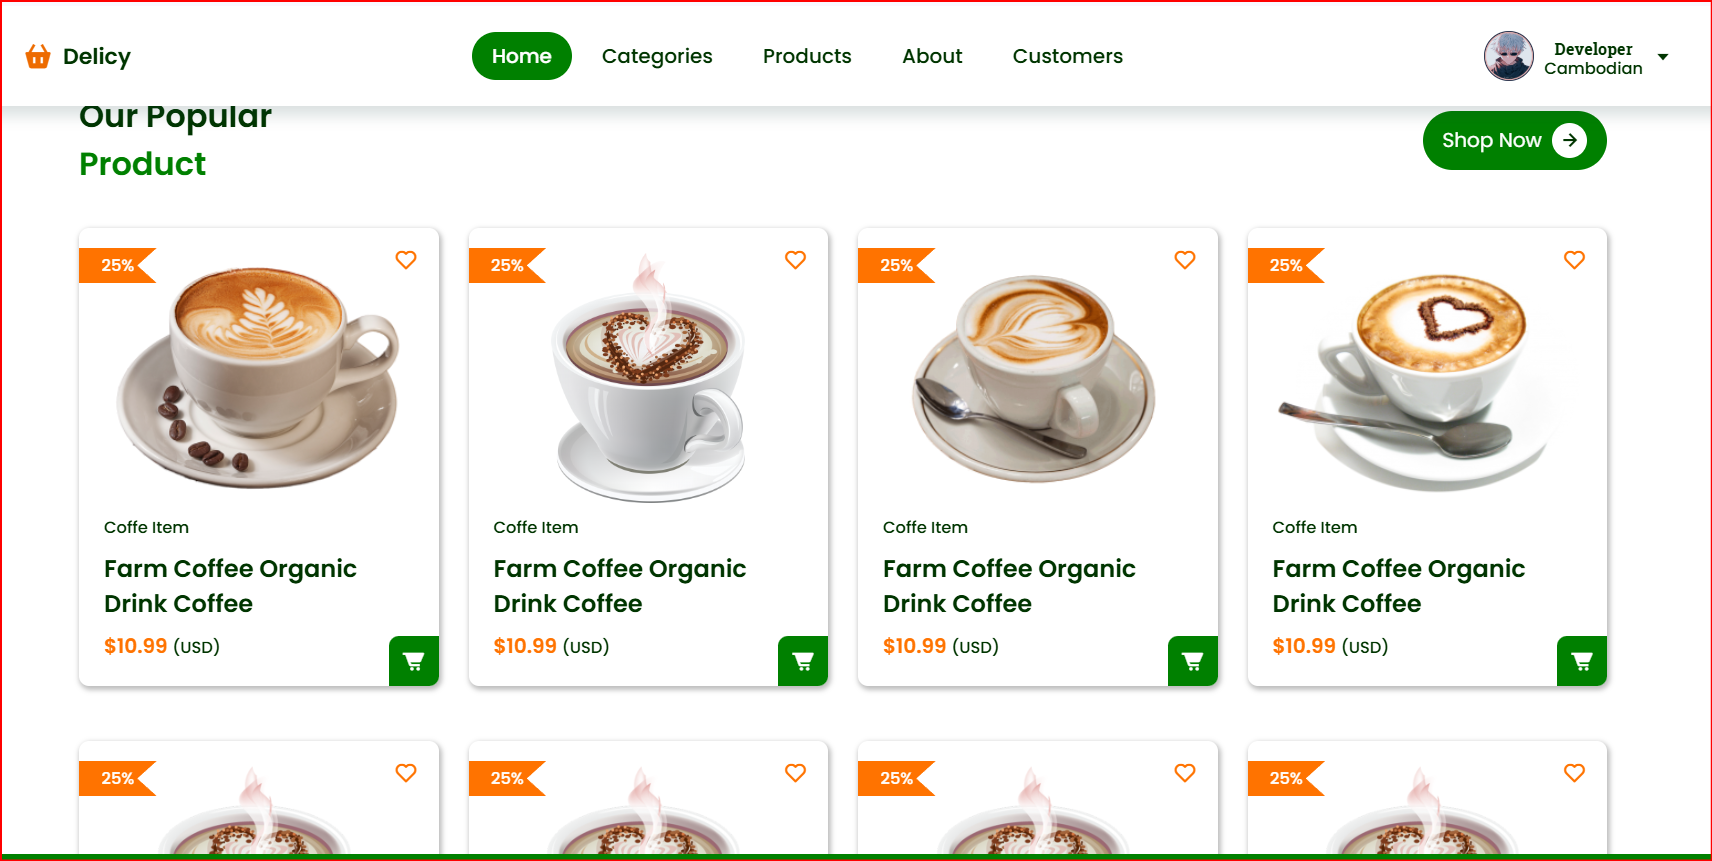 Delicy
Home
Categories
Products
About
Customers
Developer
Cambodian
Our Popular
Product
Shop Now
25%
25%
25%
25%
Coffe Item
Farm Coffee Organic
Drink Coffee
$10.99 (USD)
Coffe Item
Farm Coffee Organic
Drink Coffee
$10.99 (USD)
Coffe Item
Farm Coffee Organic
Drink Coffee
$10.99 (USD)
Coffe Item
Farm Coffee Organic
Drink Coffee
$10.99 (USD)
25%
25%
25%
25%